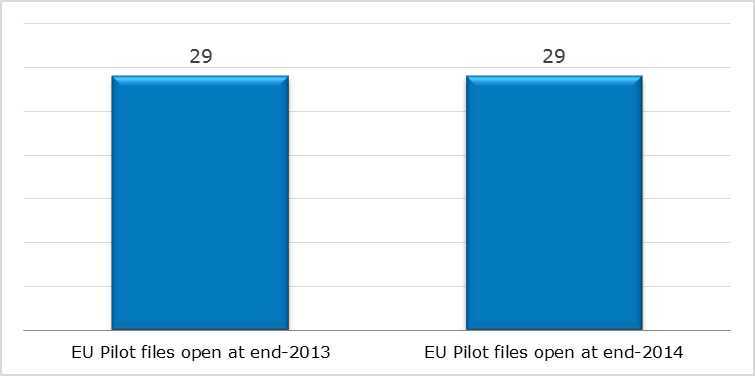 29
29
EU Pilot files open at end-2013
EU Pilot files open at end-2014